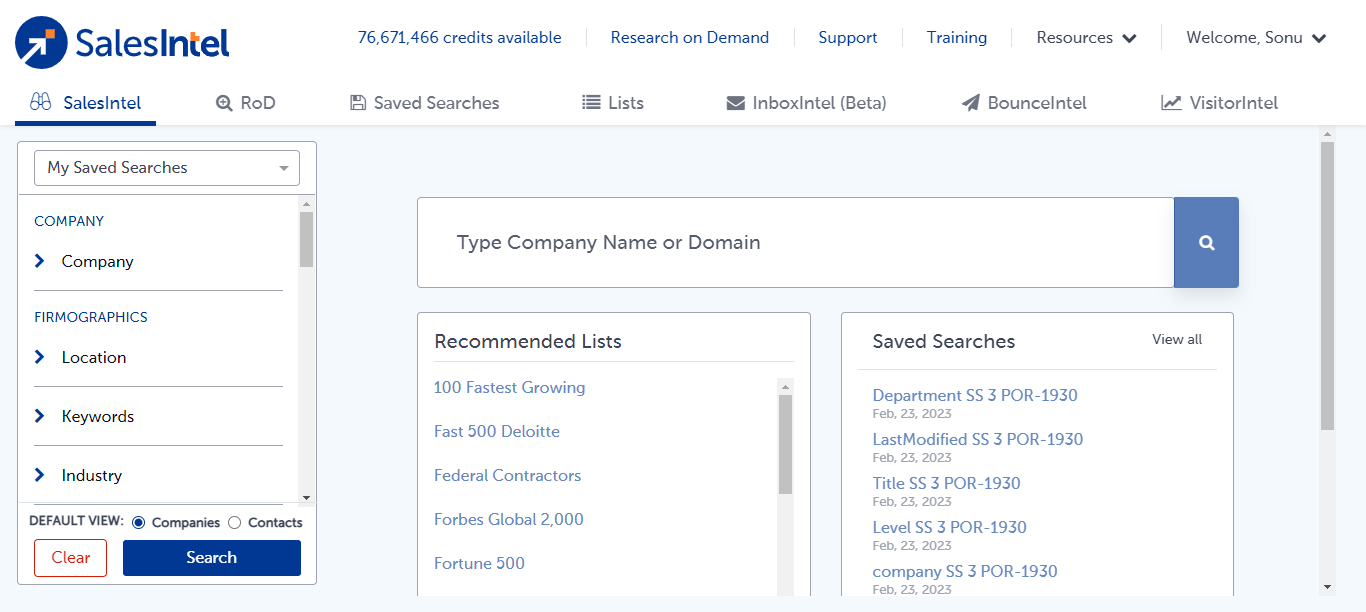 SalesIntel
76,671,466 credits available
Research on Demand
Support
Training
Resources
Welcome, Sonu
SalesIntel
RoD
Saved Searches
Lists
InboxIntel (Beta)
BounceIntel
VisitorIntel
My Saved Searches
COMPANY
Company
FIRMOGRAPHICS
Location
Keywords
Industry
DEFAULT VIEW: Companies Contacts
Clear
Search
Type Company Name or Domain
Recommended Lists
100 Fastest Growing
Fast 500 Deloitte
Federal Contractors
Forbes Global 2,000
Fortune 500
Saved Searches
View all
Department SS 3 POR-1930
Feb, 23, 2023
LastModified SS 3 POR-1930
Feb, 23, 2023
Title SS 3 POR-1930
Feb, 23, 2023
Level SS 3 POR-1930
Feb, 23, 2023
company SS 3 POR-1930
Feb, 23, 2023